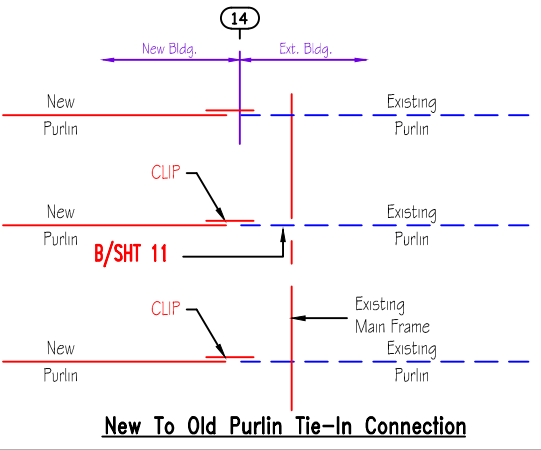 14
New Bldg.
Ext. Bldg.
New
Purlin
Existing
Purlin
CLIP
New
Purlin
Existing
Purlin
B/SHT 11
CLIP
Existing
Main Frame
New
Purlin
Existing
Purlin
New To Old Purlin Tie-In Connection